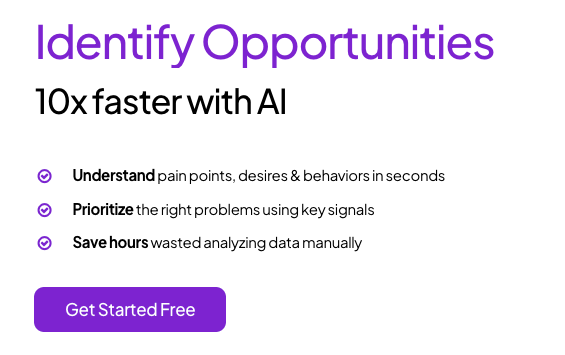 Identify Opportunities
10x faster with AI
Understand pain points, desires & behaviors in seconds
Prioritize the right problems using key signals
Save hours wasted analyzing data manually
Get Started Free